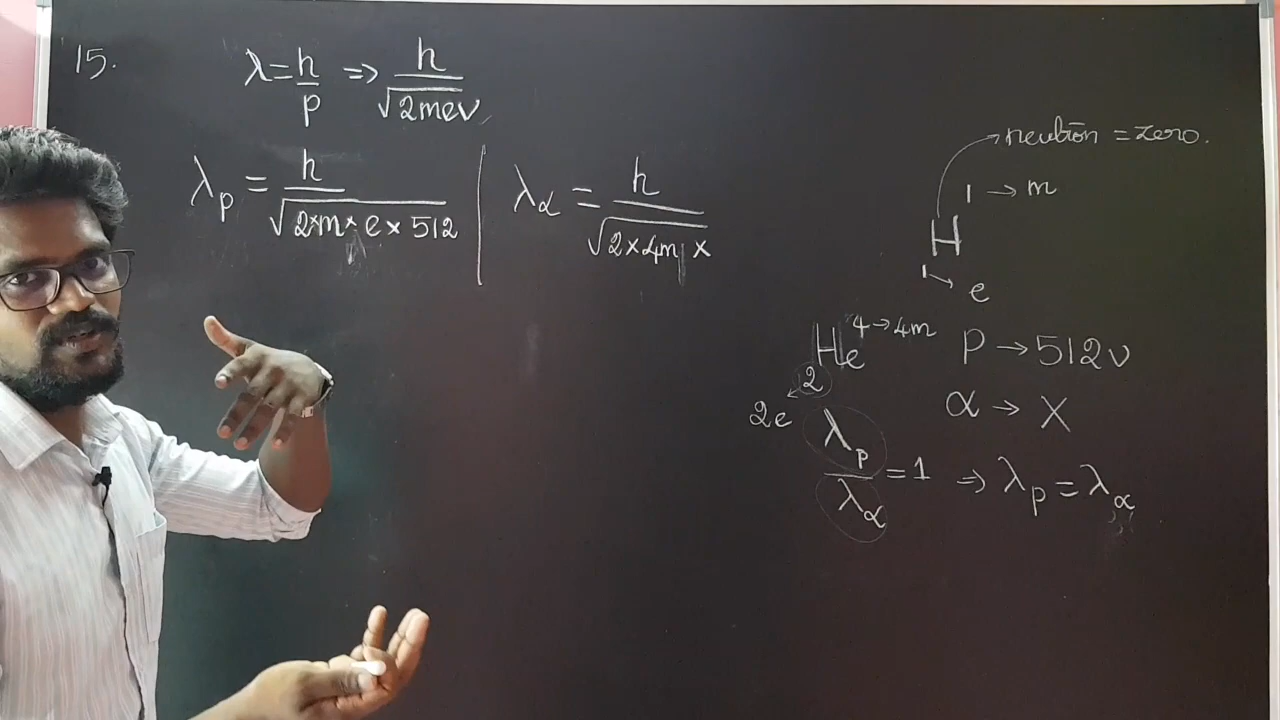 15.
λ = h/p ⇒ h/√2mev
λp = h/√2×m×e×512
λα = h/√2×4m×
neutron = zero.
1 → m
H
1 → e
He 4 → 4m
2
2e
P → 512v
α → X
λp/λα = 1 ⇒ λp = λα